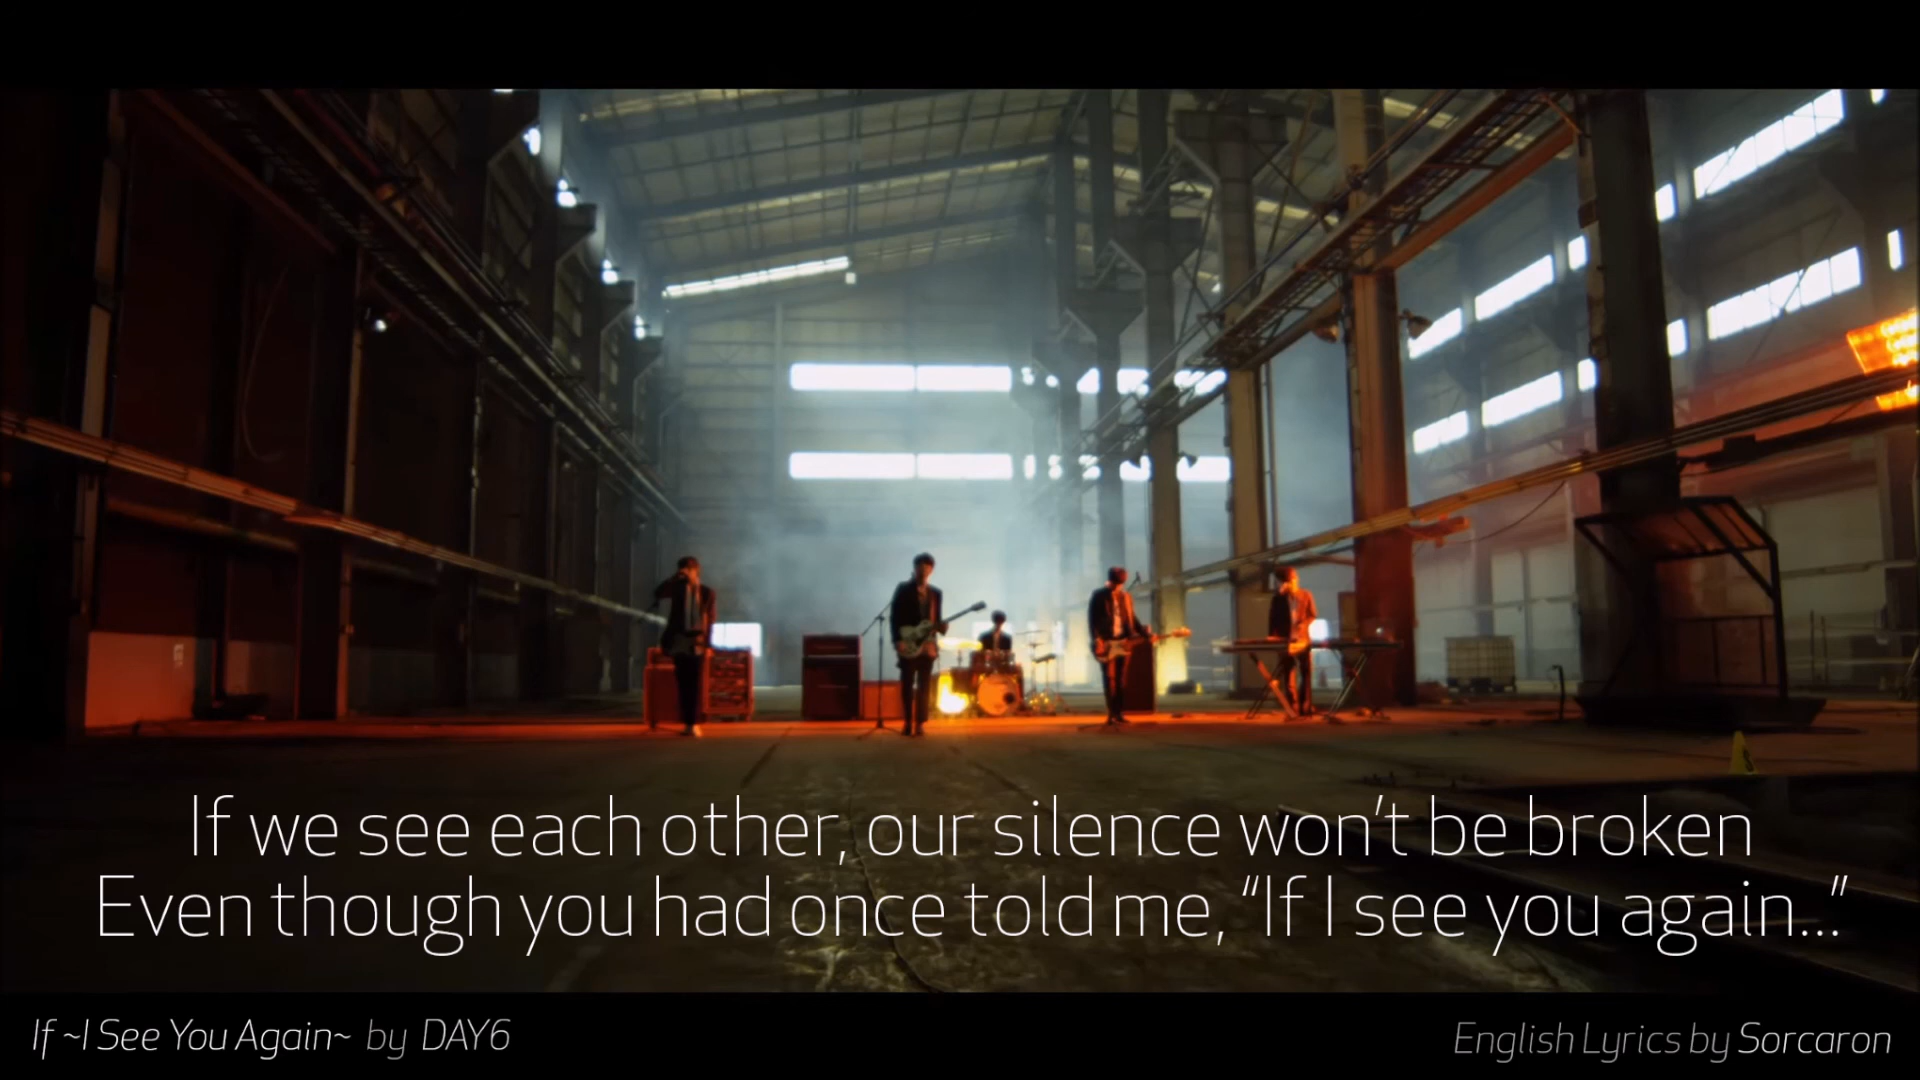 If we see each other, our silence won't be broken
Even though you had once told me, “If I see you again...”
If ~I See You Again~ by DAY6
English Lyrics by Sorcaron